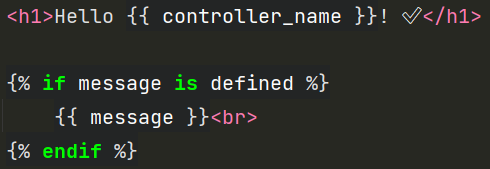 <h1>Hello {{ controller_name }}! ✅</h1>
{% if message is defined %}
{{ message }}<br>
{% endif %}